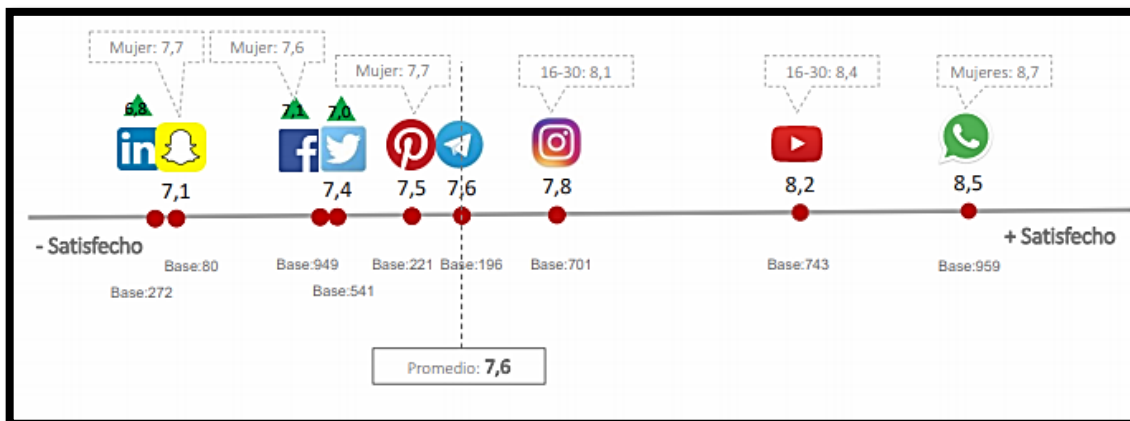 Mujer: 7,7
Mujer: 7,6
Mujer: 7,7
16-30: 8,1
16-30: 8,4
Mujeres: 8,7
6,8
7,1
7,0
in
f
7,1
7,4
7,5
7,6
7,8
8,2
8,5
- Satisfecho
+ Satisfecho
Base:80
Base:949
Base:221
Base:196
Base:701
Base:743
Base:959
Base:272
Base:541
Promedio: 7,6